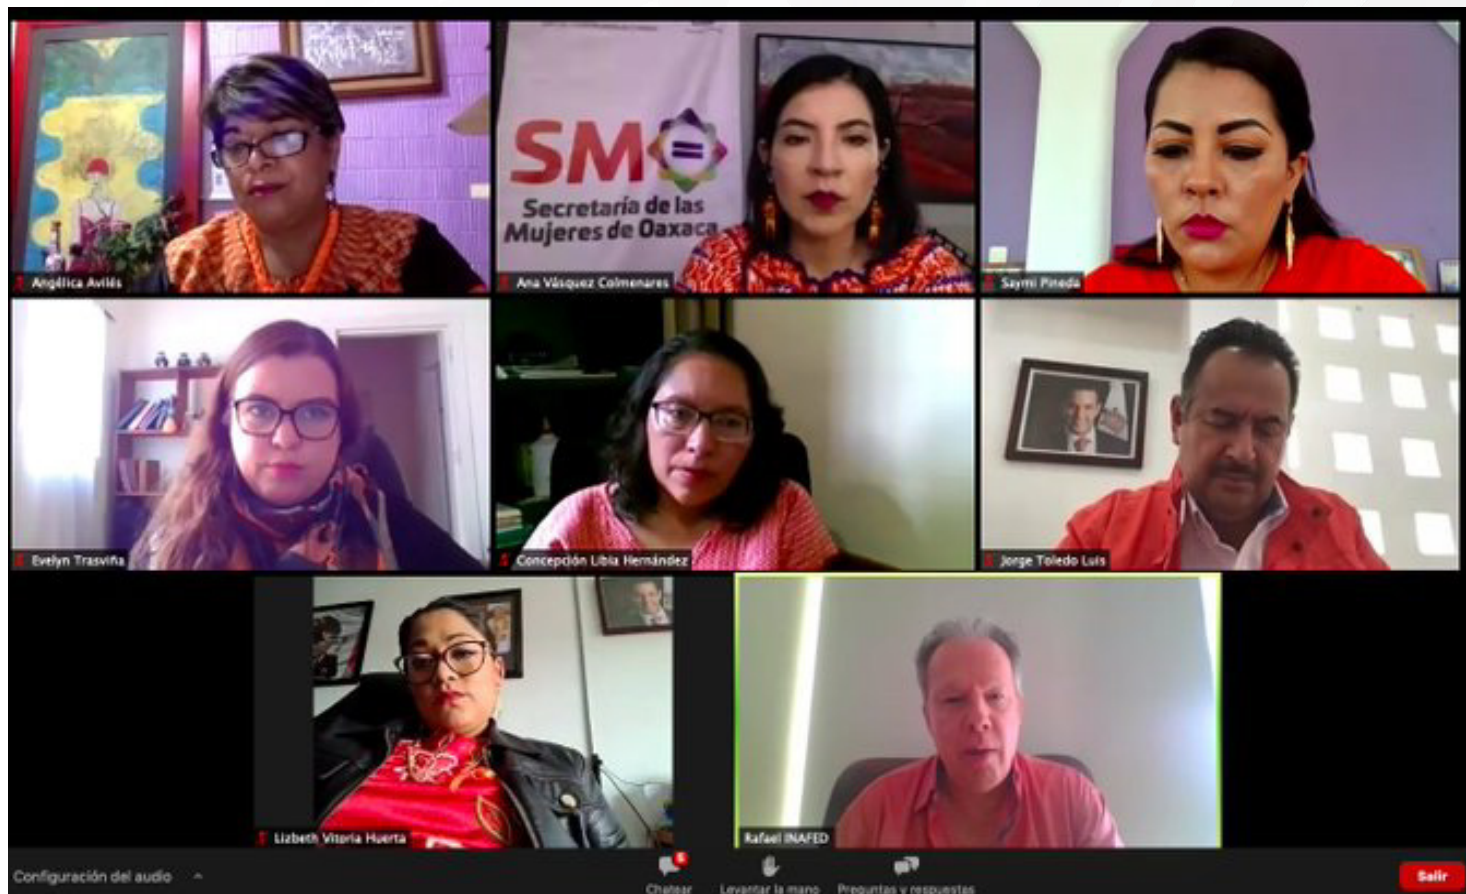 SM=
Secretaría de las
Mujeres de Oaxaca
Angélica Avilés
Ana Vásquez Colmenares
Saymi Pineda
Evelyn Trasviña
Concepción Libia Hernández
Jorge Toledo Luis
Lizbeth Vitoria Huerta
Rafael INAFED
Configuración del audio
8
Chatear
Levantar la mano
Preguntas y respuestas
Salir